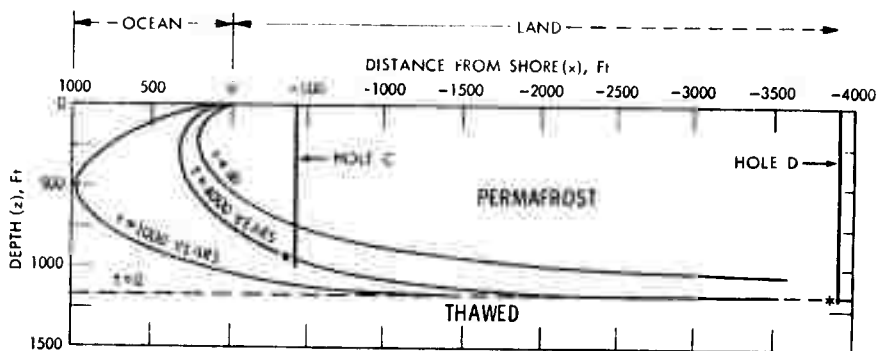 OCEAN LAND
DISTANCE FROM SHORE (x), Ft
1000 500 -1000 -1500 -2000 -2500 -3000 -3500 -4000
0
500
1000
1500
DEPTH (z), Ft
HOLE C
HOLE D
PERMAFROST
t = 4000 YEARS
t = 1000 YEARS
t = 0
*
*
THAWED